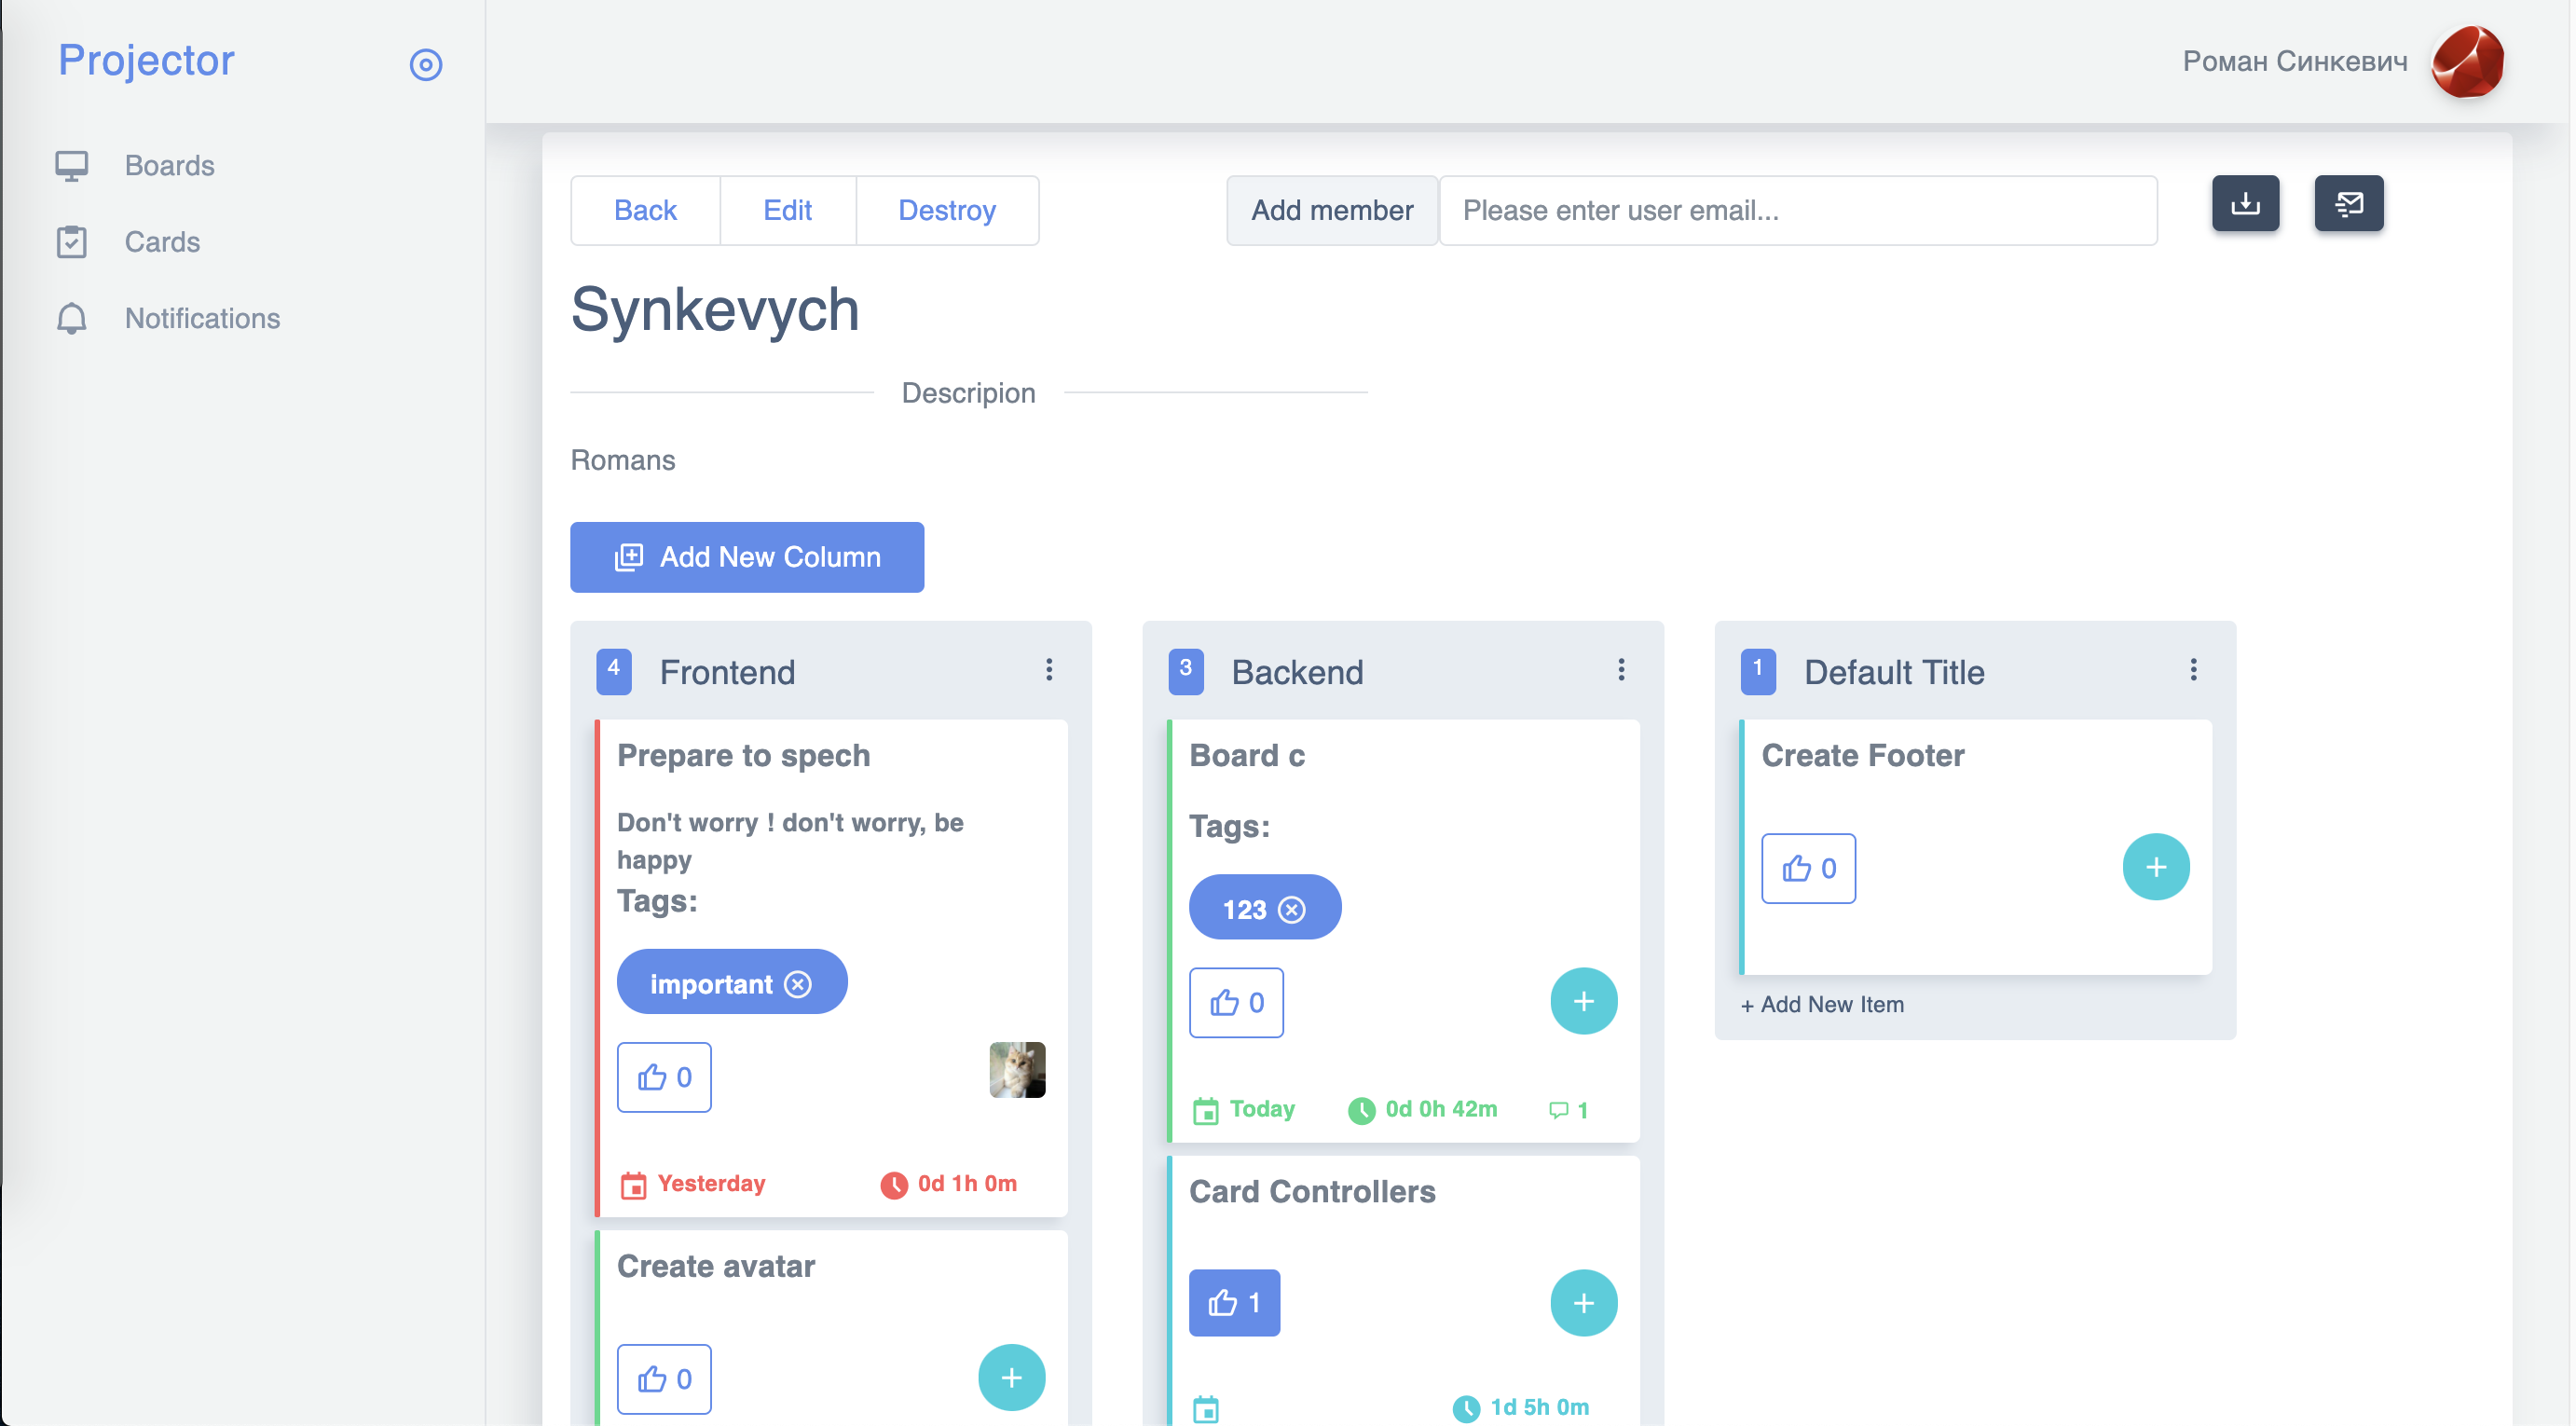 Projector
Роман Синкевич
Boards
Cards
Notifications
Back Edit Destroy
Add member Please enter user email...
Synkevych
Descripion
Romans
Add New Column
4 Frontend
Prepare to spech
Don't worry ! don't worry, be
happy
Tags:
important
0
Yesterday 0d 1h 0m
Create avatar
0
3 Backend
Board c
Tags:
123
0
Today 0d 0h 42m 1
Card Controllers
1
1d 5h 0m
1 Default Title
Create Footer
0
+ Add New Item